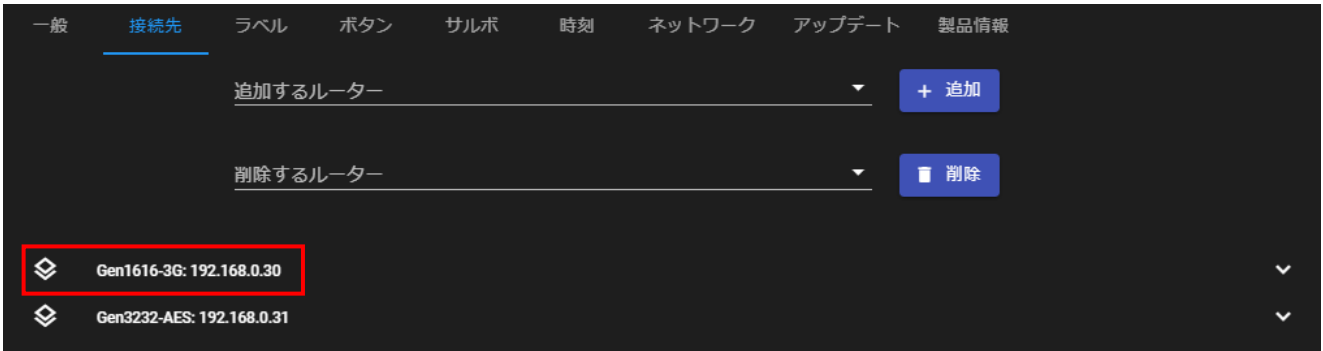 一般 接続先 ラベル ボタン サルボ 時刻 ネットワーク アップデート 製品情報
追加するルーター + 追加
削除するルーター 削除
Gen1616-3G: 192.168.0.30
Gen3232-AES: 192.168.0.31